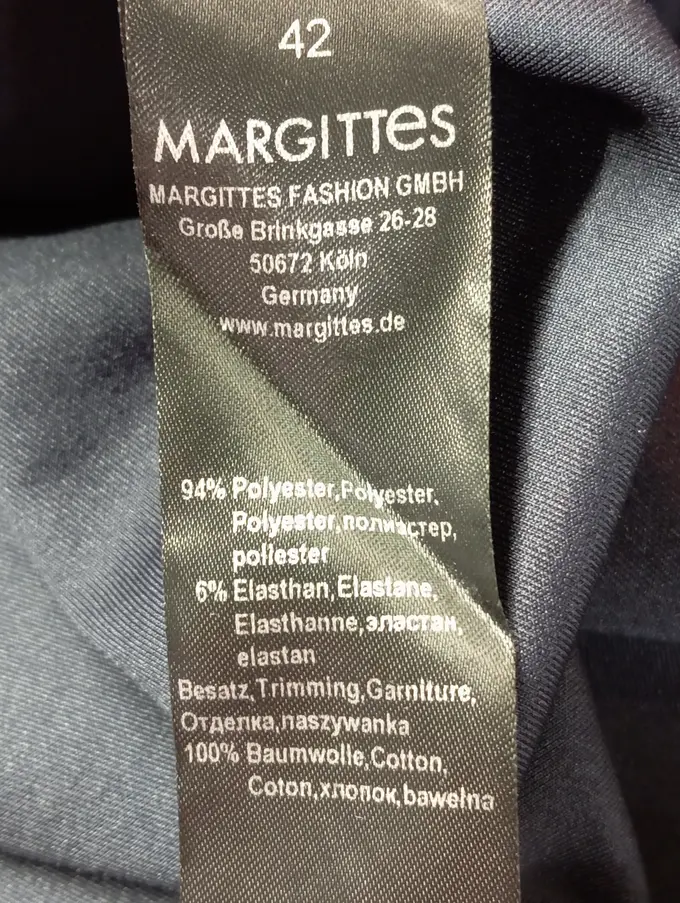 42
MARGITTes
MARGITTES FASHION GMBH
Große Brinkgasse 26-28
50672 Köln
Germany
www.margittes.de
94% Polyester,Polyester,
Polyester,полиэстер,
poliester
6% Elasthan,Elastane,
Elasthanne,эластан,
elastan
Besatz,Trimming,Garniture,
Отделка,naszywanka
100% Baumwolle,Cotton,
Coton,хлопок,bawełna